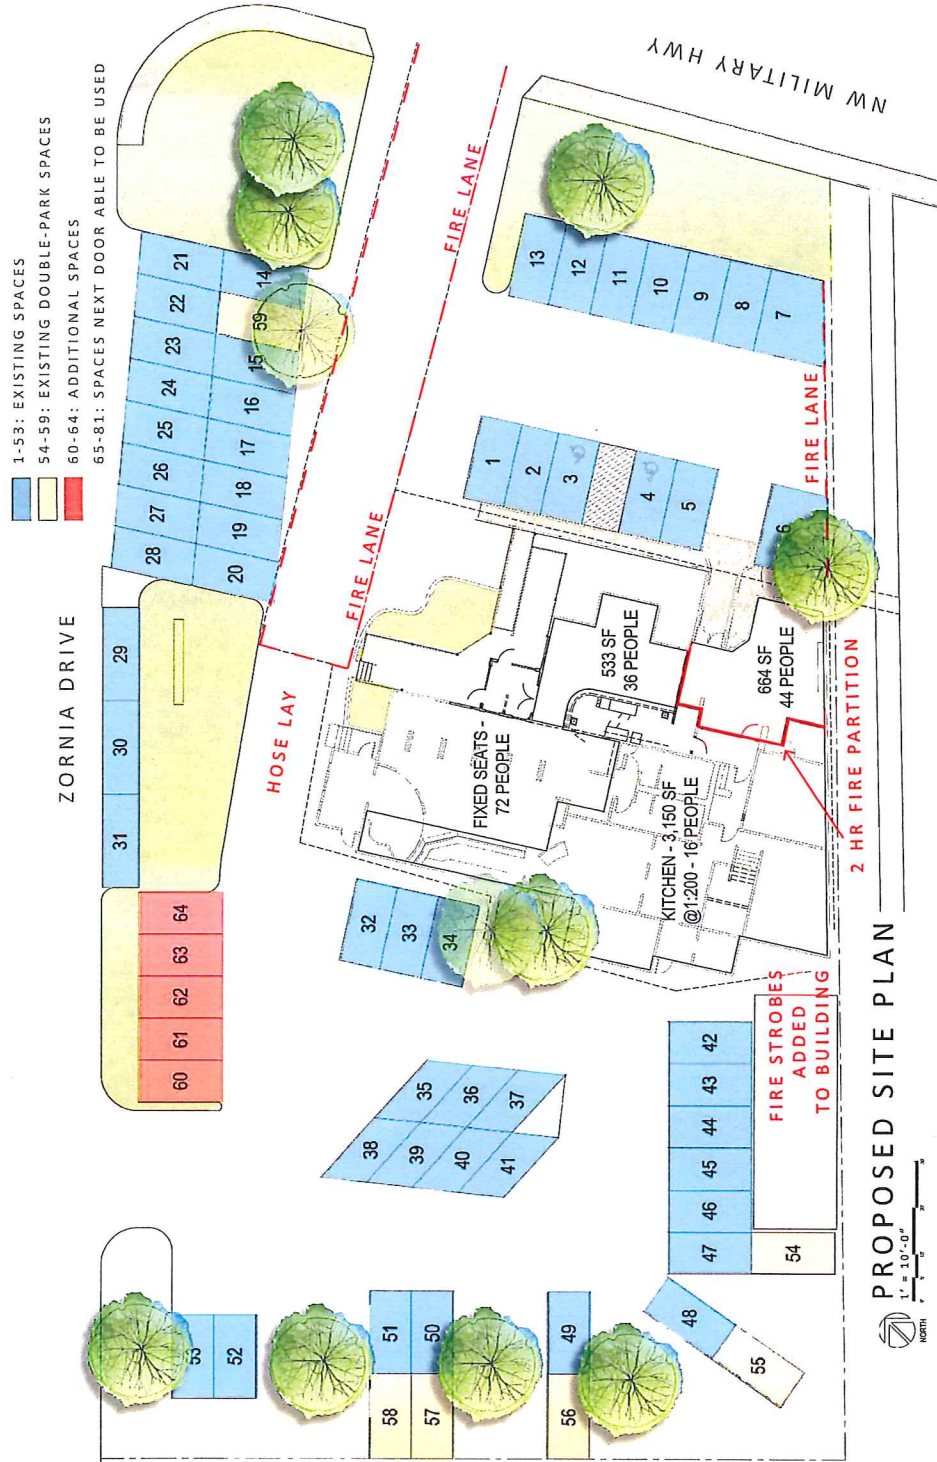 1-53: EXISTING SPACES
54-59: EXISTING DOUBLE-PARK SPACES
60-64: ADDITIONAL SPACES
65-81: SPACES NEXT DOOR ABLE TO BE USED
ZORNIA DRIVE
NW MILITARY HWY
53
52
31
30
29
28
27
26
25
24
23
22
21
60
61
62
63
64
20
19
18
17
16
15
59
14
HOSE LAY
FIRE LANE
FIRE LANE
58
51
57
50
56
49
55
48
38
39
40
41
35
36
37
32
33
34
FIXED SEATS -
72 PEOPLE
533 SF
36 PEOPLE
1
2
3
4
5
6
13
12
11
10
9
8
7
KITCHEN - 3,150 SF
@1:200 - 16 PEOPLE
664 SF
44 PEOPLE
FIRE LANE
47
46
45
44
43
42
54
FIRE STROBES
ADDED
TO BUILDING
2 HR FIRE PARTITION
PROPOSED SITE PLAN
1" = 10'-0"
NORTH